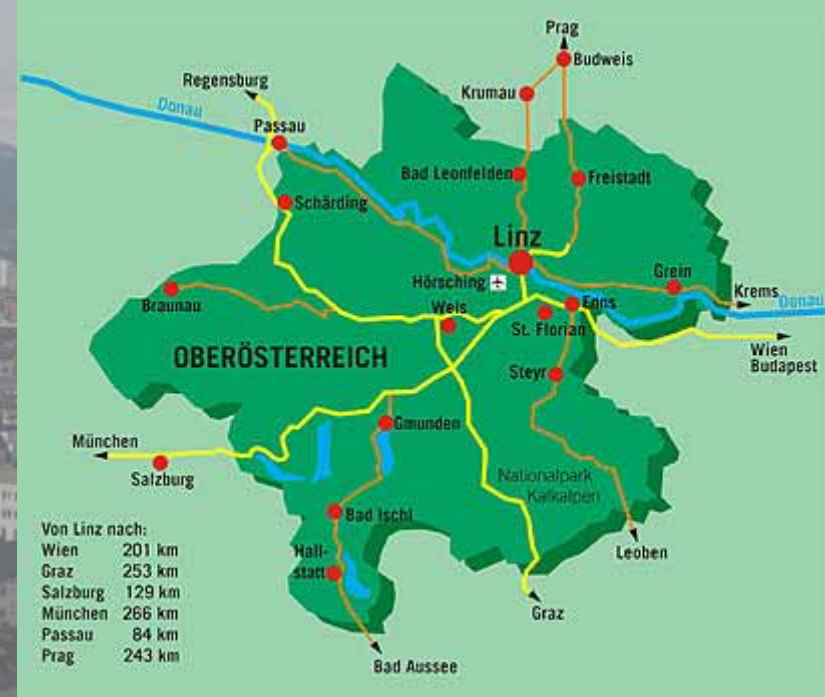 Prag
Budweis
Regensburg
Krumau
Donau
Passau
Bad Leonfelden
Freistadt
Schärding
Linz
Hörsching
Grein
Braunau
Krems
Enns
Donau
Wels
St. Florian
OBERÖSTERREICH
Wien
Budapest
Steyr
Gmunden
München
Salzburg
Nationalpark
Kalkalpen
Bad Ischl
Leoben
Hall-
statt
Graz
Bad Aussee
Von Linz nach:
Wien 201 km
Graz 253 km
Salzburg 129 km
München 266 km
Passau 84 km
Prag 243 km